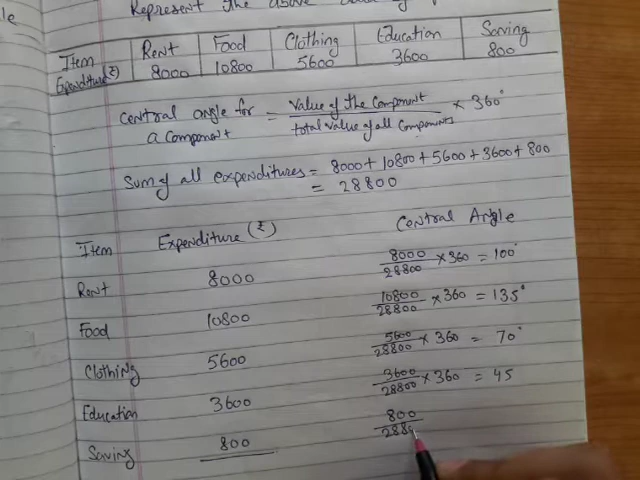 Represent the above
Item Rent Food Clothing Education Saving
Expenditure(₹) 8000 10800 5600 3600 800
Central angle for a component = Value of the Component / total value of all Components × 360°
Sum of all expenditures = 8000 + 10800 + 5600 + 3600 + 800
= 28800
Item Expenditure (₹) Central Angle
Rent 8000 8000/28800 × 360 = 100°
Food 10800 10800/28800 × 360 = 135°
Clothing 5600 5600/28800 × 360 = 70°
Education 3600 3600/28800 × 360 = 45
Saving 800 800/288